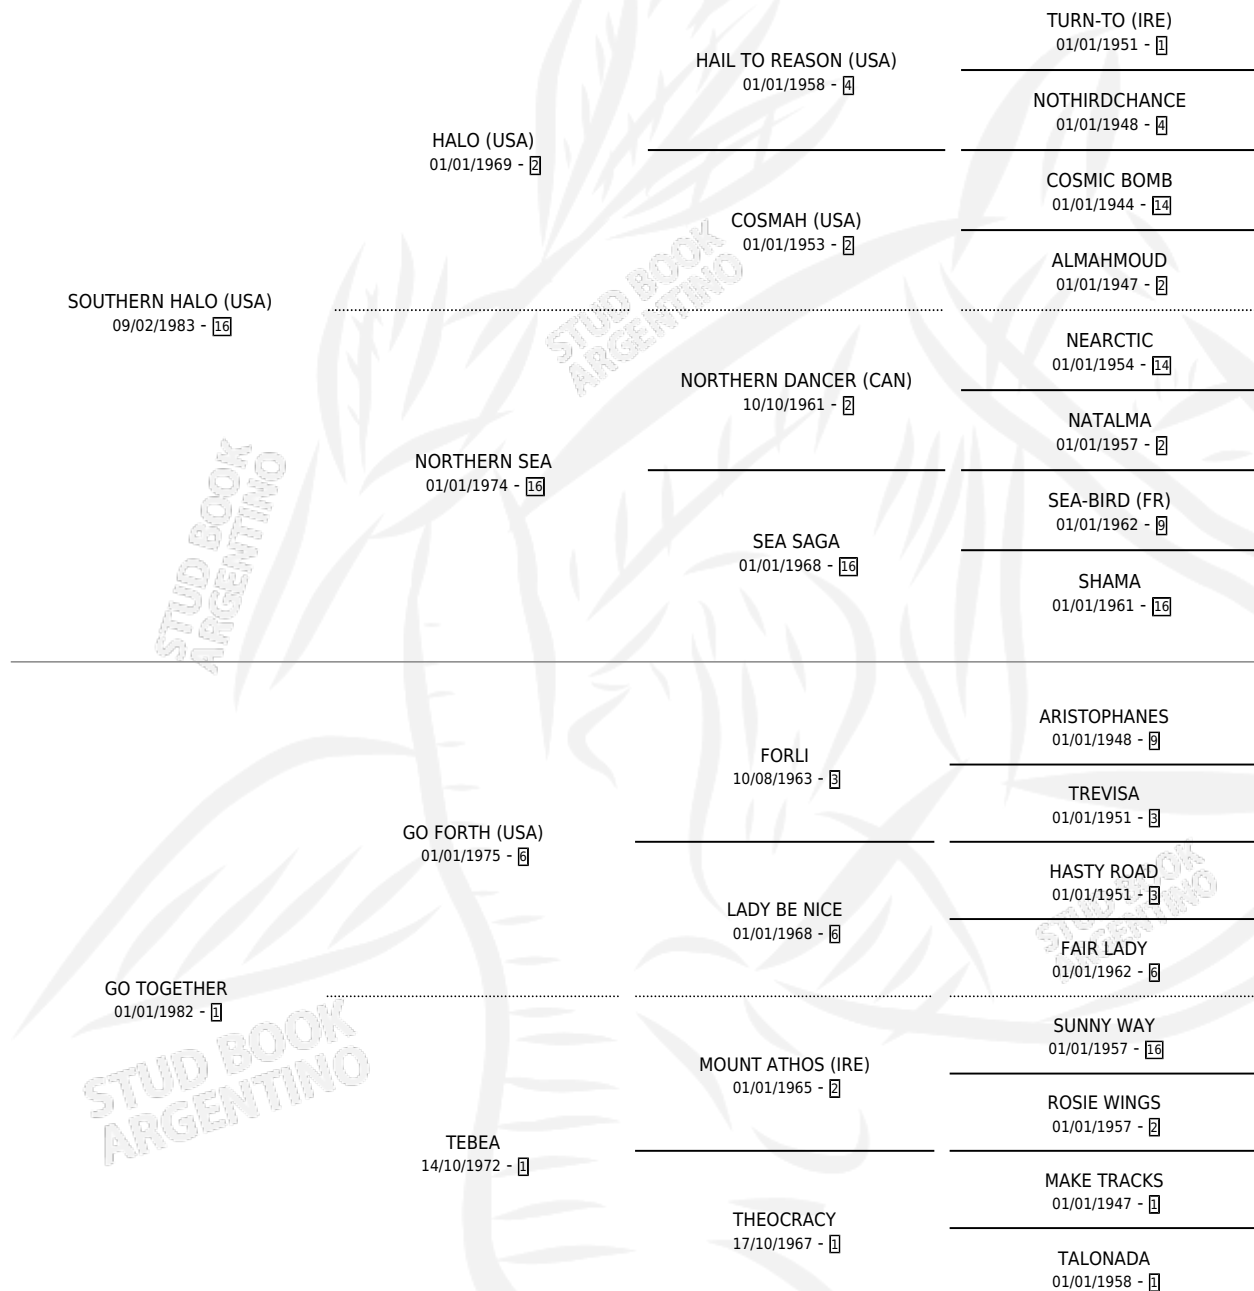 TURN-TO (IRE)
01/01/1951 - 1
HAIL TO REASON (USA)
01/01/1958 - 4
NOTHIRDCHANCE
01/01/1948 - 4
HALO (USA)
01/01/1969 - 2
COSMIC BOMB
01/01/1944 - 14
COSMAH (USA)
01/01/1953 - 2
ALMAHMOUD
01/01/1947 - 2
SOUTHERN HALO (USA)
09/02/1983 - 16
STUD BOOK
ARGENTINO
NEARCTIC
01/01/1954 - 14
NORTHERN DANCER (CAN)
10/10/1961 - 2
NATALMA
01/01/1957 - 2
NORTHERN SEA
01/01/1974 - 16
SEA-BIRD (FR)
01/01/1962 - 9
SEA SAGA
01/01/1968 - 16
SHAMA
01/01/1961 - 16
STUD BOOK
ARGENTINO
ARISTOPHANES
01/01/1948 - 9
FORLI
10/08/1963 - 3
TREVISA
01/01/1951 - 3
GO FORTH (USA)
01/01/1975 - 6
HASTY ROAD
01/01/1951 - 3
LADY BE NICE
01/01/1968 - 6
STUD BOOK
ARGENTINO
FAIR LADY
01/01/1962 - 6
GO TOGETHER
01/01/1982 - 1
SUNNY WAY
01/01/1957 - 16
MOUNT ATHOS (IRE)
01/01/1965 - 2
ROSIE WINGS
01/01/1957 - 2
STUD BOOK
ARGENTINO
TEBEA
14/10/1972 - 1
MAKE TRACKS
01/01/1947 - 1
THEOCRACY
17/10/1967 - 1
TALONADA
01/01/1958 - 1